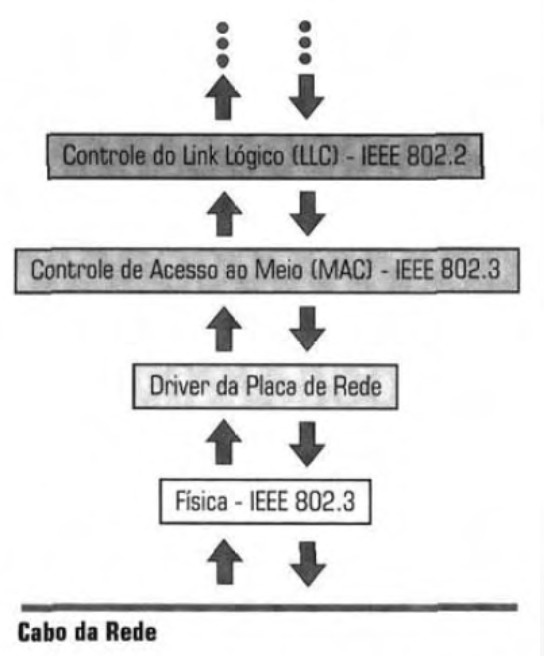 Controle do Link Lógico (LLC) - IEEE 802.2
Controle de Acesso ao Meio (MAC) - IEEE 802.3
Driver da Placa de Rede
Física - IEEE 802.3
Cabo da Rede